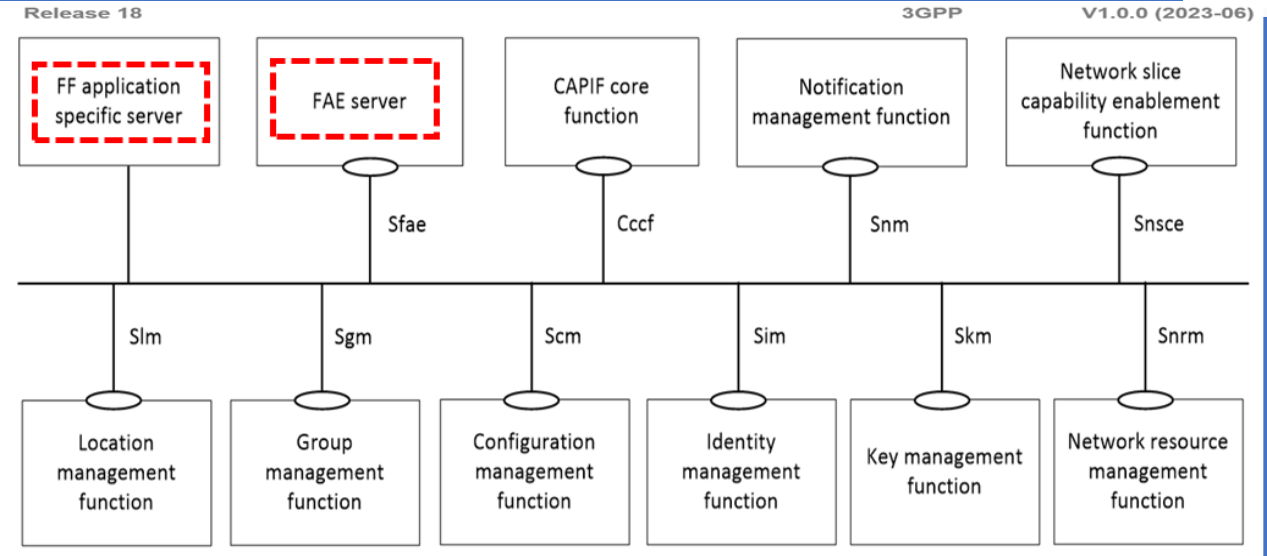 Release 18 3GPP V1.0.0 (2023-06)
FF application
specific server
FAE server
CAPIF core
function
Notification
management function
Network slice
capability enablement
function
Sfae
Cccf
Snm
Snsce
Slm
Sgm
Scm
Sim
Skm
Snrm
Location
management
function
Group
management
function
Configuration
management
function
Identity
management
function
Key management
function
Network resource
management
function